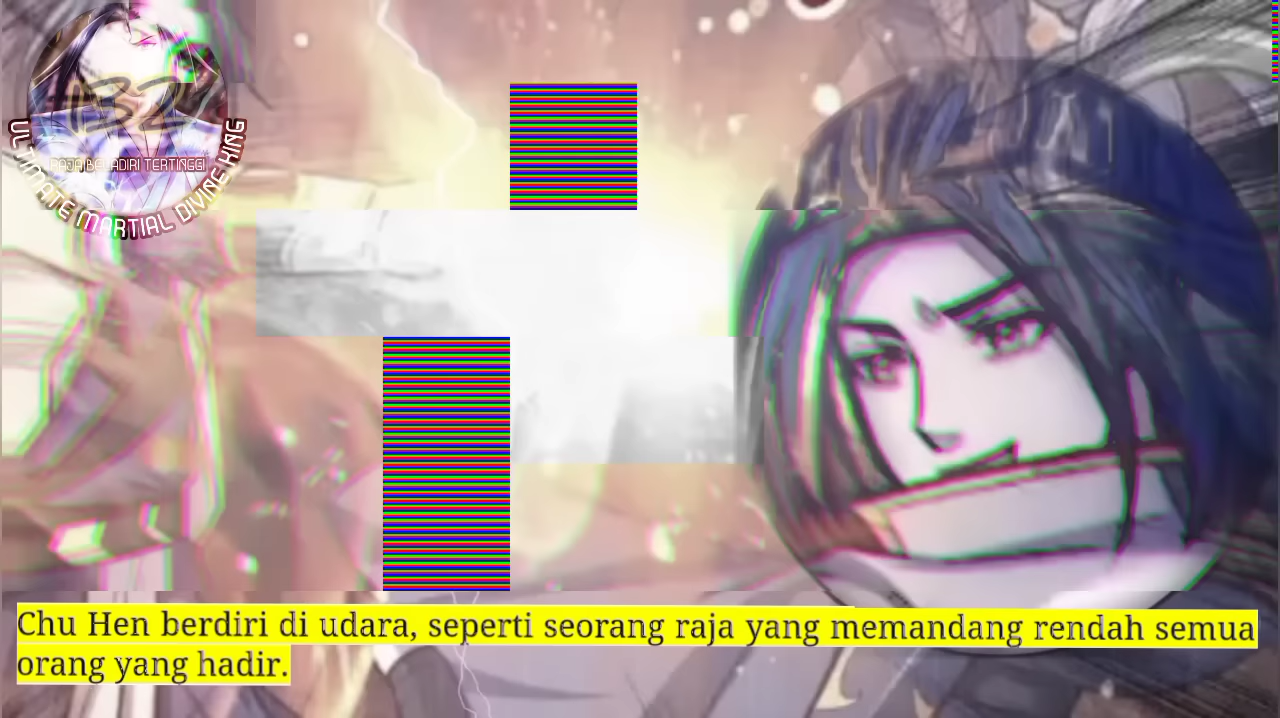 RAJA BELADIRI TERTINGGI
ULTIMATE MARTIAL DIVINE KING
Chu Hen berdiri di udara, seperti seorang raja yang memandang rendah semua
orang yang hadir.